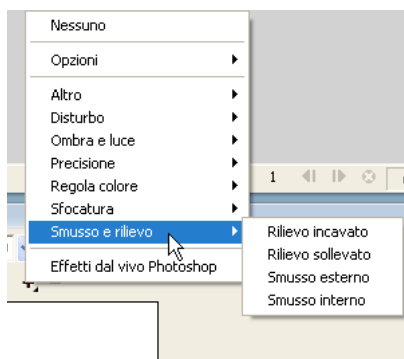 Nessuno
Opzioni
Altro
Disturbo
Ombra e luce
Precisione
Regola colore
Sfocatura
Smusso e rilievo
Effetti dal vivo Photoshop
1
Rilievo incavato
Rilievo sollevato
Smusso esterno
Smusso interno